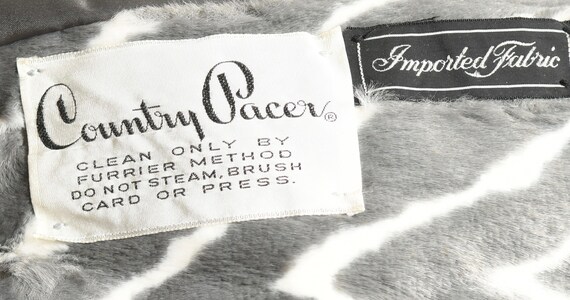 Country Pacer®
CLEAN ONLY BY
FURRIER METHOD
DO NOT STEAM, BRUSH
CARD OR PRESS.
Imported Fabric